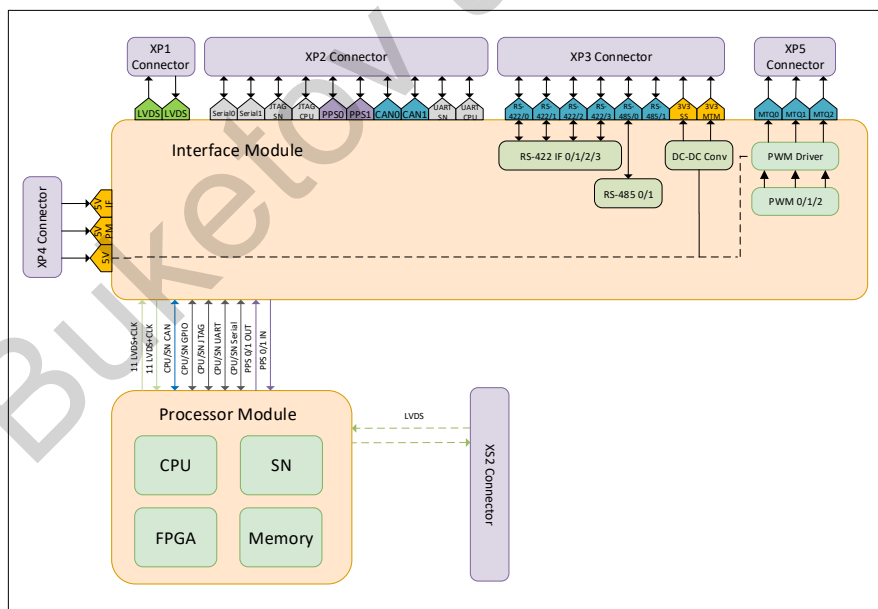 XP1
Connector
XP2 Connector
XP3 Connector
XP5
Connector
LVDS
LVDS
Serial0
Serial1
JTAG
SN
JTAG
CPU
PPS0
PPS1
CAN0
CAN1
UART
SN
UART
CPU
RS-
422/0
RS-
422/1
RS-
422/2
RS-
422/3
RS-
485/0
RS-
485/1
3V3
SS
3V3
MTM
MTQ0
MTQ1
MTQ2
Interface Module
RS-422 IF 0/1/2/3
DC-DC Conv
PWM Driver
RS-485 0/1
PWM 0/1/2
XP4 Connector
5V
IF
5V
PM
5V
11 LVDS+CLK
11 LVDS+CLK
CPU/SN CAN
CPU/SN GPIO
CPU/SN JTAG
CPU/SN UART
CPU/SN Serial
PPS 0/1 OUT
PPS 0/1 IN
Processor Module
CPU
SN
FPGA
Memory
LVDS
XS2 Connector
Buketov